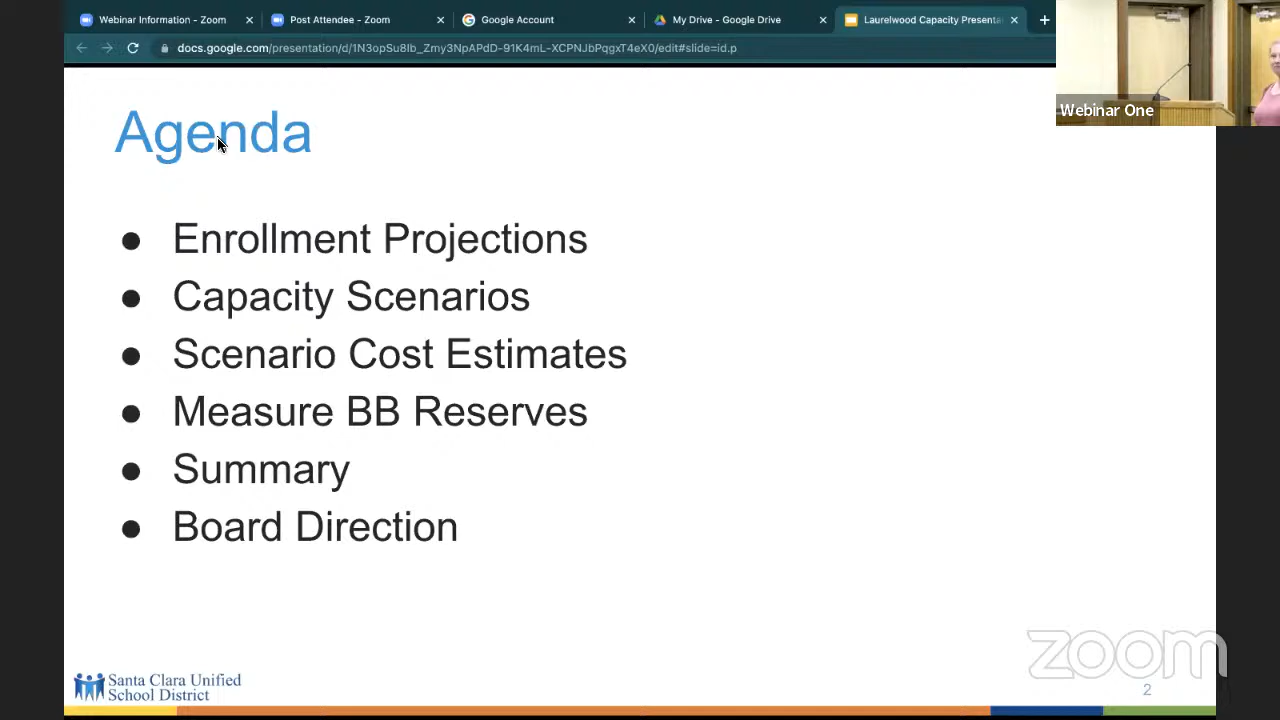 Webinar Information - Zoom
Post Attendee - Zoom
Google Account
My Drive - Google Drive
Laurelwood Capacity Presenta
docs.google.com/presentation/d/1N3opSu8Ib_Zmy3NpAPdD-91K4mL-XCPNJbPqgxT4eX0/edit#slide=id.p
Webinar One
Agenda
● Enrollment Projections
● Capacity Scenarios
● Scenario Cost Estimates
● Measure BB Reserves
● Summary
● Board Direction
Santa Clara Unified
School District
zoom
2